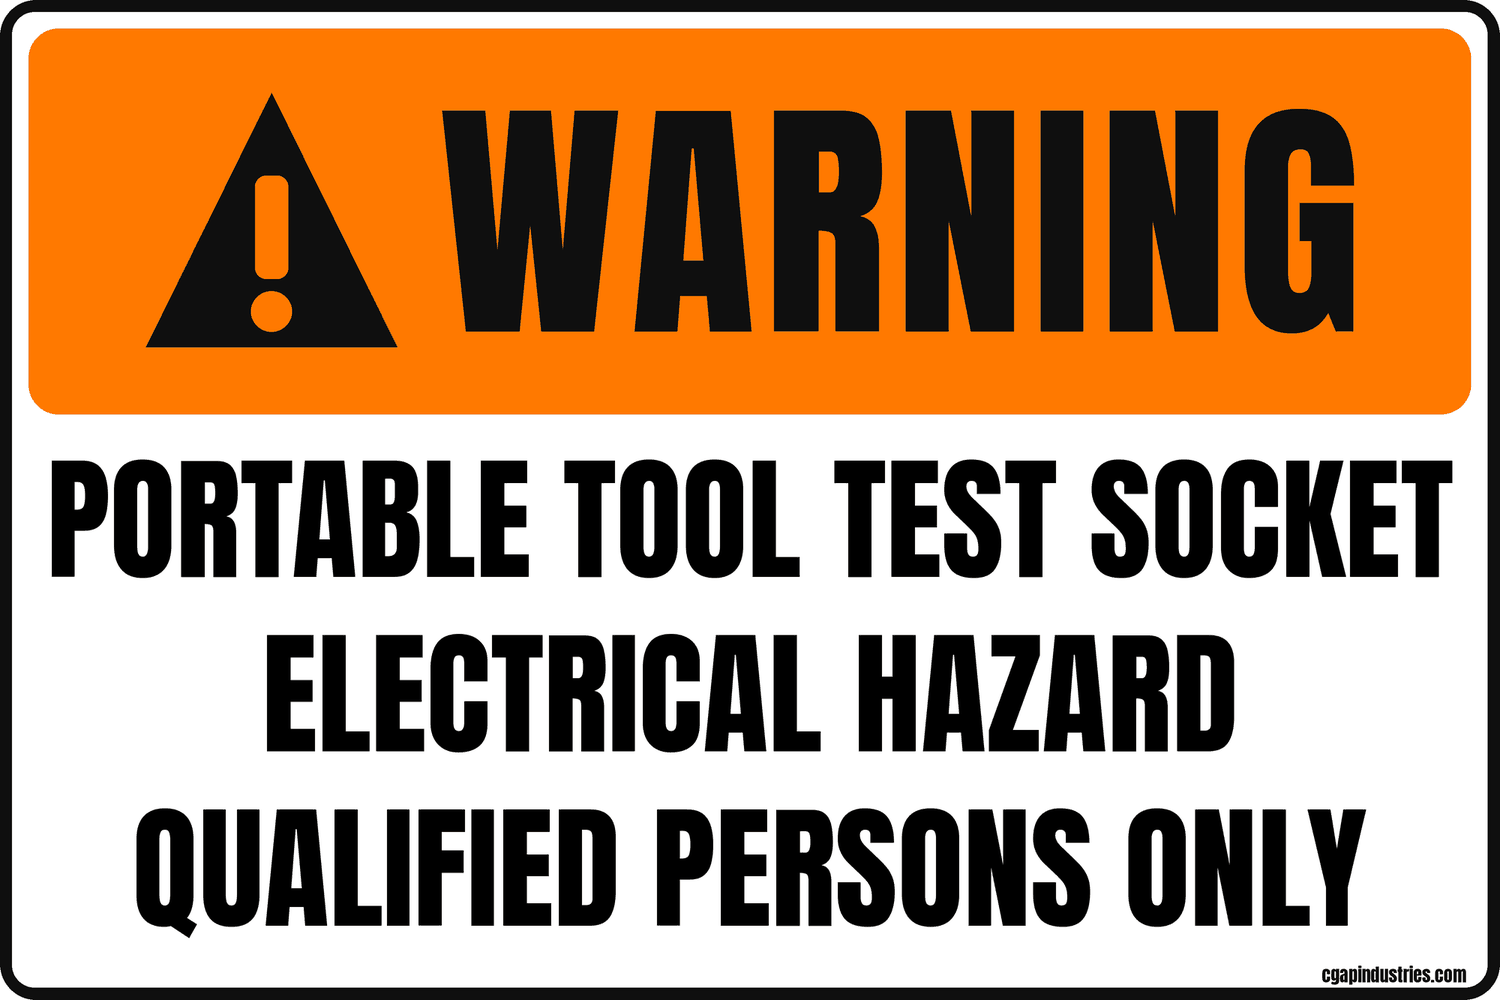 WARNING
PORTABLE TOOL TEST SOCKET
ELECTRICAL HAZARD
QUALIFIED PERSONS ONLY
cgapindustries.com